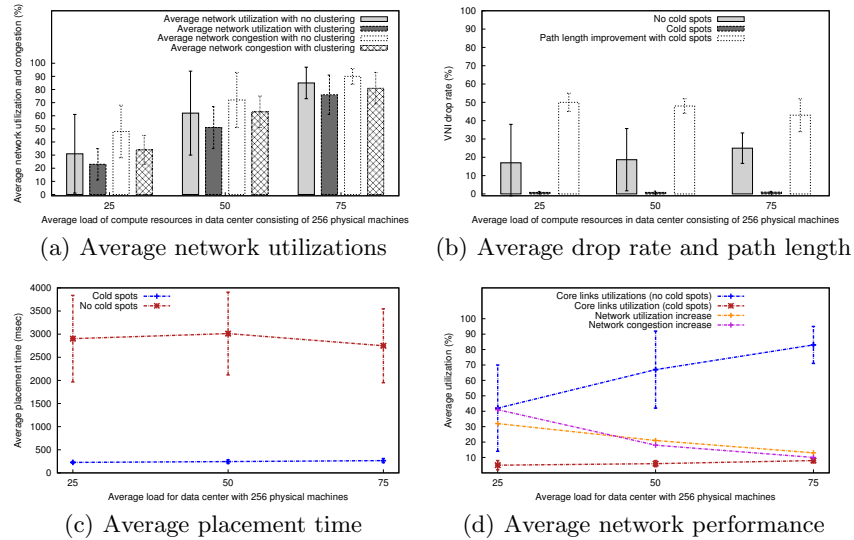 Average network utilization with no clustering
Average network utilization with clustering
Average network congestion with no clustering
Average network congestion with clustering
Average network utilization and congestion (%)
100
90
80
70
60
50
40
30
20
10
0
25 50 75
Average load of compute resources in data center consisting of 256 physical machines
(a) Average network utilizations
No cold spots
Cold spots
Path length improvement with cold spots
VNI drop rate (%)
90
80
70
60
50
40
30
20
10
0
25 50 75
Average load of compute resources in data center consisting of 256 physical machines
(b) Average drop rate and path length
Cold spots
No cold spots
Average placement time (msec)
4000
3500
3000
2500
2000
1500
1000
500
0
25 50 75
Average load for data center with 256 physical machines
(c) Average placement time
Core links utilizations (no cold spots)
Core links utilization (cold spots)
Network utilization increase
Network congestion increase
Average utilization (%)
100
90
80
70
60
50
40
30
20
10
25 50 75
Average load for data center with 256 physical machines
(d) Average network performance